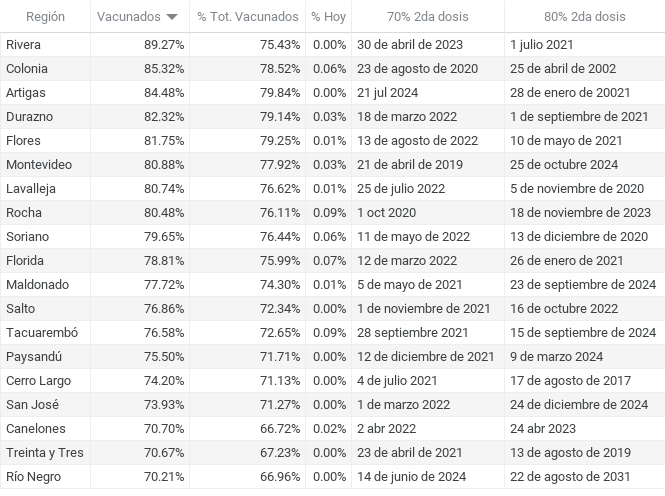 Región Vacunados % Tot. Vacunados % Hoy 70% 2da dosis 80% 2da dosis
Rivera 89.27% 75.43% 0.00% 30 de abril de 2023 1 julio 2021
Colonia 85.32% 78.52% 0.06% 23 de agosto de 2020 25 de abril de 2002
Artigas 84.48% 79.84% 0.00% 21 jul 2024 28 de enero de 20021
Durazno 82.32% 79.14% 0.03% 18 de marzo 2022 1 de septiembre de 2021
Flores 81.75% 79.25% 0.01% 13 de agosto de 2022 10 de mayo de 2021
Montevideo 80.88% 77.92% 0.03% 21 de abril de 2019 25 de octubre 2024
Lavalleja 80.74% 76.62% 0.01% 25 de julio 2022 5 de noviembre de 2020
Rocha 80.48% 76.11% 0.09% 1 oct 2020 18 de noviembre de 2023
Soriano 79.65% 76.44% 0.06% 11 de mayo de 2022 13 de diciembre de 2020
Florida 78.81% 75.99% 0.07% 12 de marzo 2022 26 de enero de 2021
Maldonado 77.72% 74.30% 0.01% 5 de mayo de 2021 23 de septiembre de 2024
Salto 76.86% 72.34% 0.00% 1 de noviembre de 2021 16 de octubre 2022
Tacuarembó 76.58% 72.65% 0.09% 28 septiembre 2021 15 de septiembre de 2024
Paysandú 75.50% 71.71% 0.00% 12 de diciembre de 2021 9 de marzo 2024
Cerro Largo 74.20% 71.13% 0.00% 4 de julio 2021 17 de agosto de 2017
San José 73.93% 71.27% 0.00% 1 de marzo 2022 24 de diciembre de 2024
Canelones 70.70% 66.72% 0.02% 2 abr 2022 24 abr 2023
Treinta y Tres 70.67% 67.23% 0.00% 23 de abril de 2021 13 de agosto de 2019
Río Negro 70.21% 66.96% 0.00% 14 de junio de 2024 22 de agosto de 2031